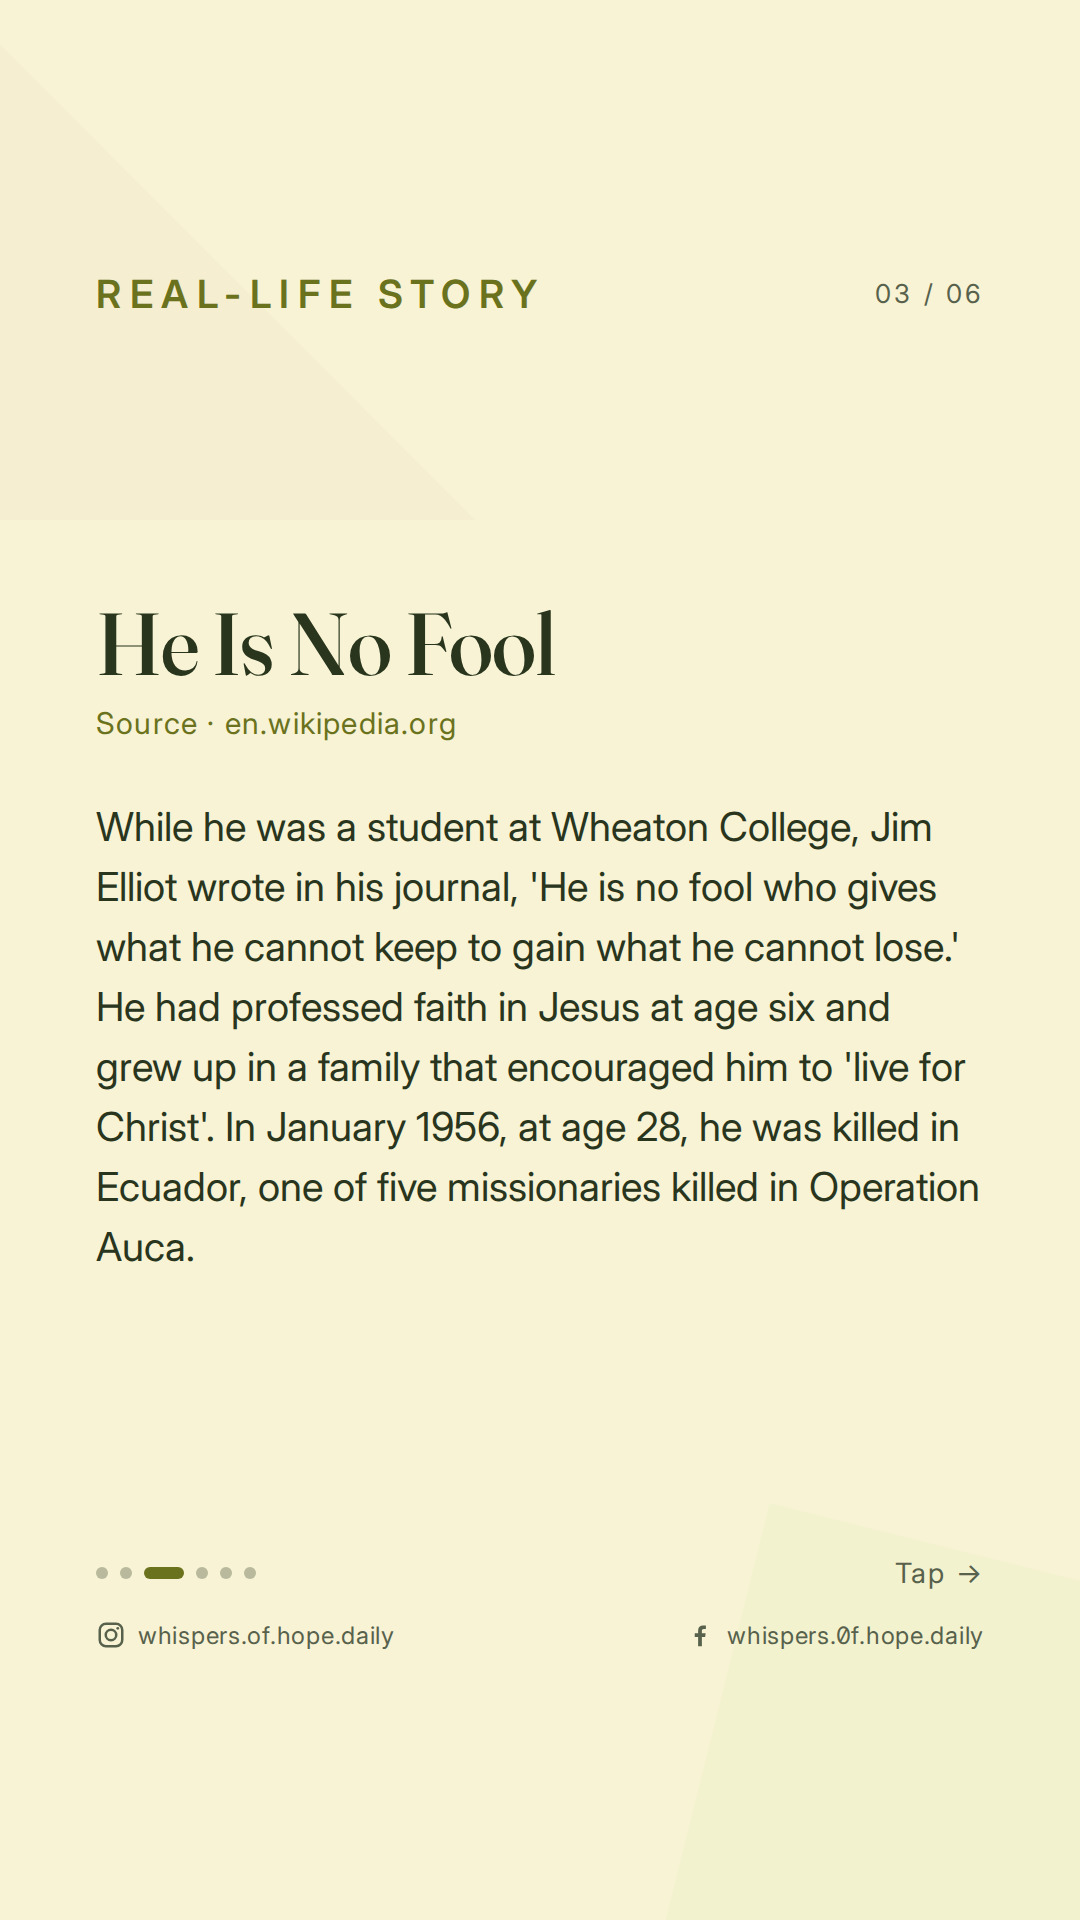 REAL-LIFE STORY
03 / 06
He Is No Fool
Source · en.wikipedia.org
While he was a student at Wheaton College, Jim
Elliot wrote in his journal, 'He is no fool who gives
what he cannot keep to gain what he cannot lose.'
He had professed faith in Jesus at age six and
grew up in a family that encouraged him to 'live for
Christ'. In January 1956, at age 28, he was killed in
Ecuador, one of five missionaries killed in Operation
Auca.
Tap →
whispers.of.hope.daily
whispers.0f.hope.daily